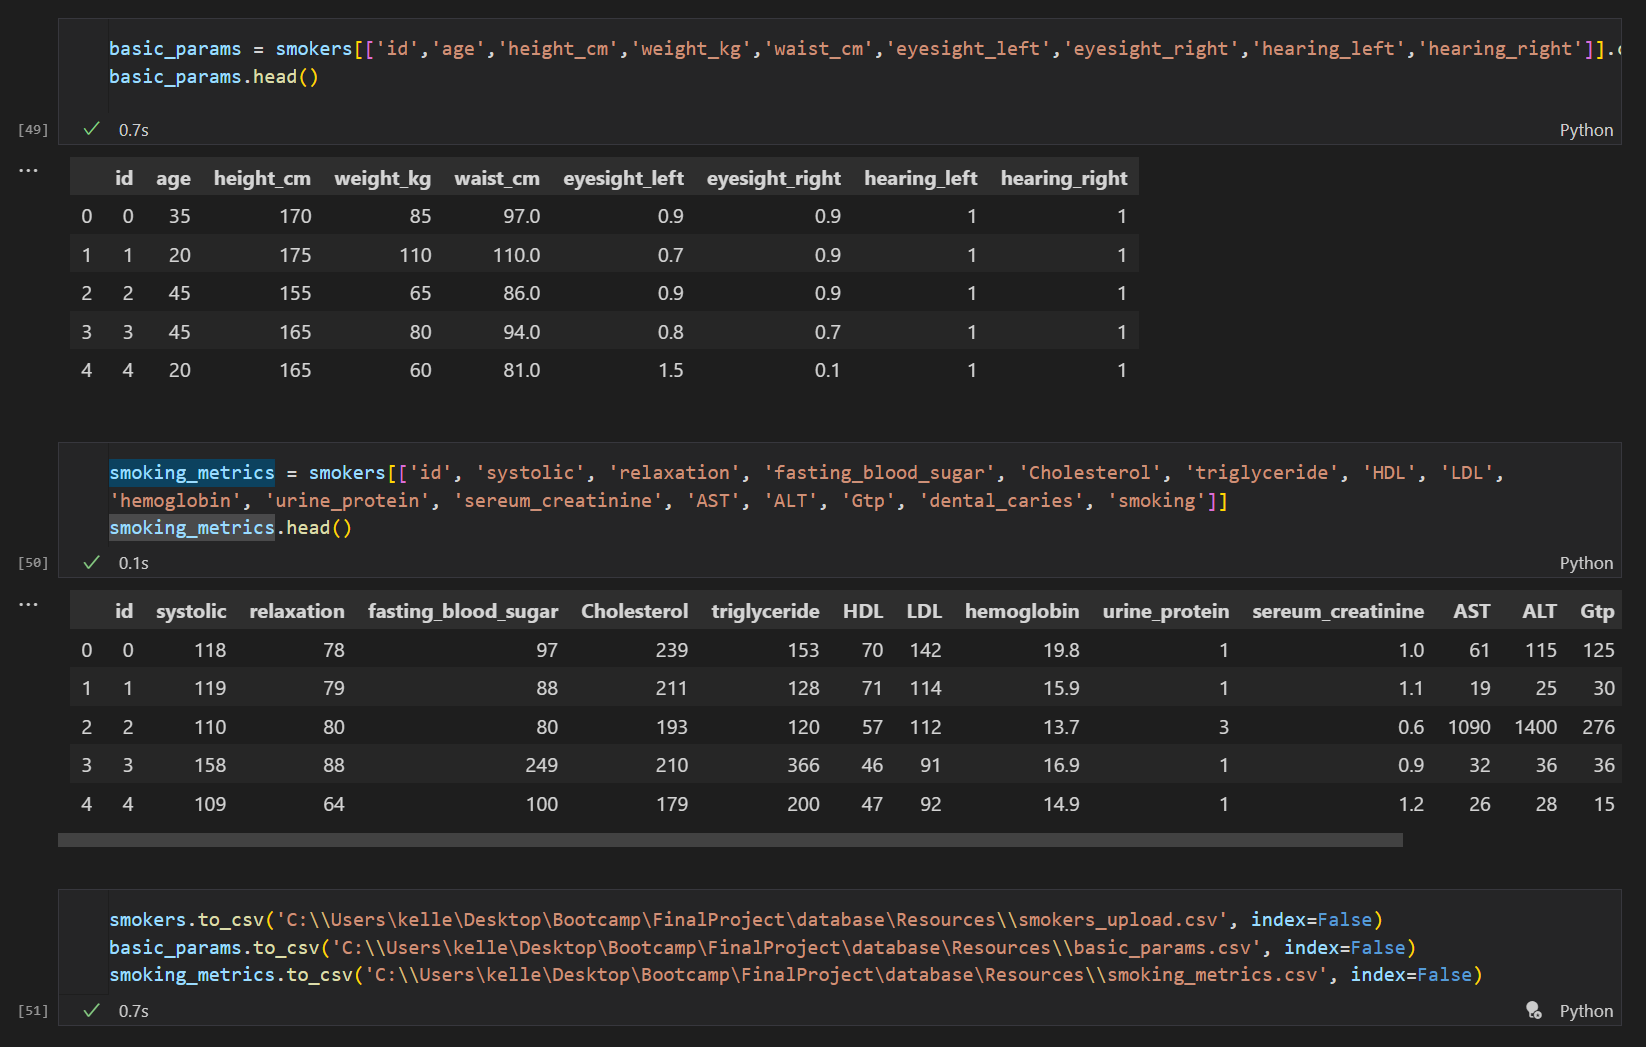 basic_params = smokers[['id','age','height_cm','weight_kg','waist_cm','eyesight_left','eyesight_right','hearing_left','hearing_right']].
basic_params.head()
[49] 0.7s Python
...
id age height_cm weight_kg waist_cm eyesight_left eyesight_right hearing_left hearing_right
0 0 35 170 85 97.0 0.9 0.9 1 1
1 1 20 175 110 110.0 0.7 0.9 1 1
2 2 45 155 65 86.0 0.9 0.9 1 1
3 3 45 165 80 94.0 0.8 0.7 1 1
4 4 20 165 60 81.0 1.5 0.1 1 1
smoking_metrics = smokers[['id', 'systolic', 'relaxation', 'fasting_blood_sugar', 'Cholesterol', 'triglyceride', 'HDL', 'LDL',
'hemoglobin', 'urine_protein', 'sereum_creatinine', 'AST', 'ALT', 'Gtp', 'dental_caries', 'smoking']]
smoking_metrics.head()
[50] 0.1s Python
...
id systolic relaxation fasting_blood_sugar Cholesterol triglyceride HDL LDL hemoglobin urine_protein sereum_creatinine AST ALT Gtp
0 0 118 78 97 239 153 70 142 19.8 1 1.0 61 115 125
1 1 119 79 88 211 128 71 114 15.9 1 1.1 19 25 30
2 2 110 80 80 193 120 57 112 13.7 3 0.6 1090 1400 276
3 3 158 88 249 210 366 46 91 16.9 1 0.9 32 36 36
4 4 109 64 100 179 200 47 92 14.9 1 1.2 26 28 15
smokers.to_csv('C:\\Users\kelle\Desktop\Bootcamp\FinalProject\database\Resources\\smokers_upload.csv', index=False)
basic_params.to_csv('C:\\Users\kelle\Desktop\Bootcamp\FinalProject\database\Resources\\basic_params.csv', index=False)
smoking_metrics.to_csv('C:\\Users\kelle\Desktop\Bootcamp\FinalProject\database\Resources\\smoking_metrics.csv', index=False)
[51] 0.7s Python